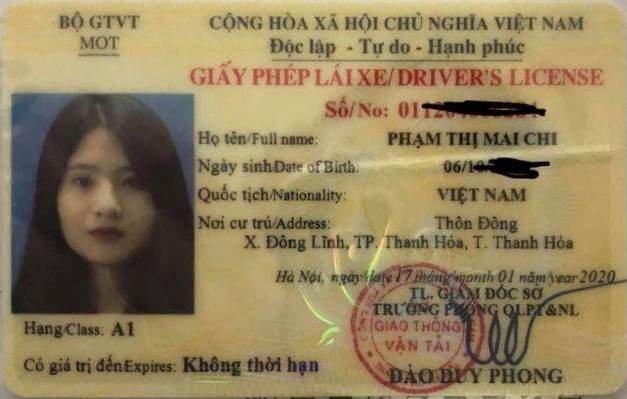 BỘ GTVT
MOT
CỘNG HÒA XÃ HỘI CHỦ NGHĨA VIỆT NAM
Độc lập - Tự do - Hạnh phúc
GIẤY PHÉP LÁI XE/ DRIVER'S LICENSE
Số/No:
Họ tên/Full name: PHẠM THỊ MAI CHI
Ngày sinh/Date of Birth: 06/
Quốc tịch/Nationality: VIỆT NAM
Nơi cư trú/Address: Thôn Đông
X. Đông Lĩnh, TP. Thanh Hóa, T. Thanh Hóa
Hà Nội, ngày/date 17 tháng/month 01 năm/year 2020
TL. GIÁM ĐỐC SỞ
TRƯỞNG PHÒNG QLPT&NL
GIAO THÔNG
VẬN TẢI
Hạng/Class: A1
Có giá trị đến/Expires: Không thời hạn
ĐÀO DUY PHONG